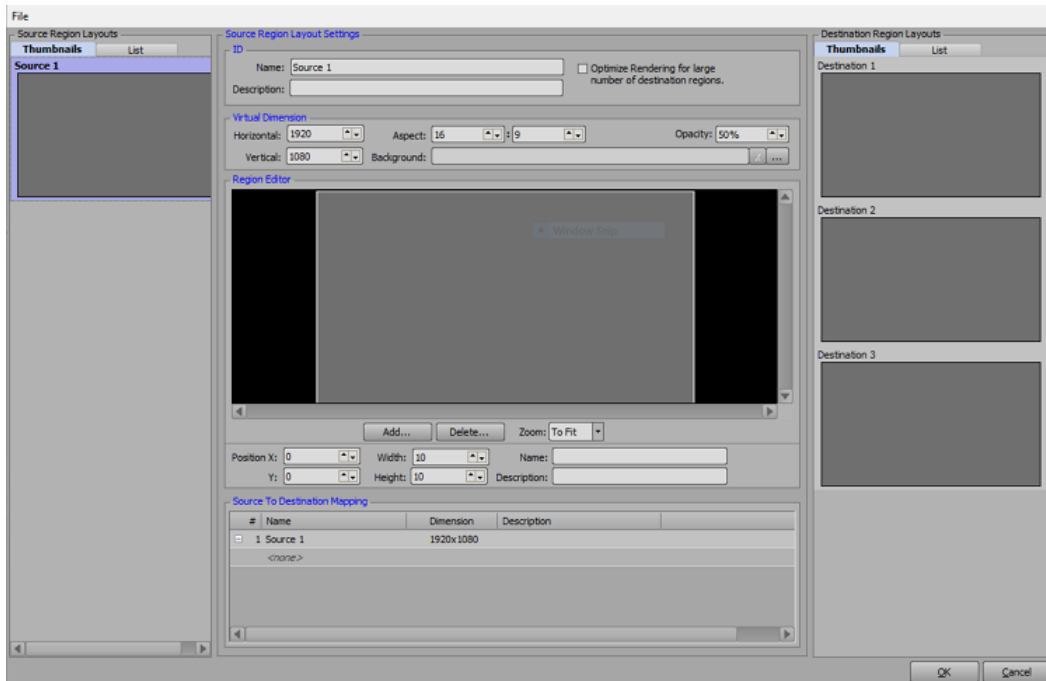 File
Source Region Layouts
Thumbnails List
Source 1
Source Region Layout Settings
ID
Name: Source 1
Optimize Rendering for large
number of destination regions.
Description:
Virtual Dimension
Horizontal: 1920 Aspect: 16 : 9 Opacity: 50%
Vertical: 1080 Background: ...
Region Editor
Window Snip
Add... Delete... Zoom: To Fit
Position X: 0 Width: 10 Name:
Y: 0 Height: 10 Description:
Source To Destination Mapping
# Name Dimension Description
1 Source 1 1920x1080
<none>
Destination Region Layouts
Thumbnails List
Destination 1
Destination 2
Destination 3
OK Cancel